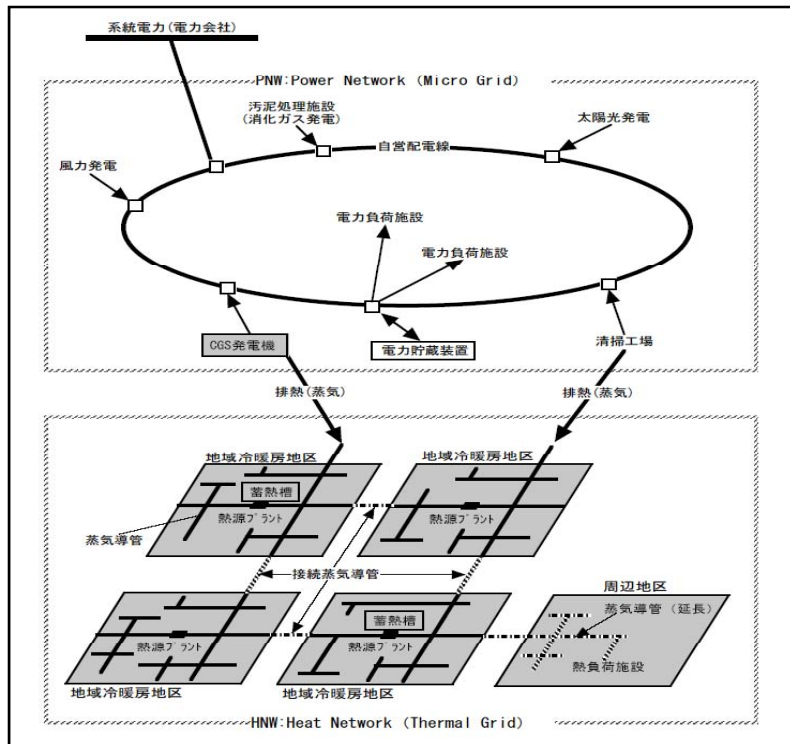 系統電力(電力会社)
PNW:Power Network (Micro Grid)
汚泥処理施設
(消化ガス発電)
太陽光発電
自営配電線
風力発電
電力負荷施設
電力負荷施設
CGS発電機
電力貯蔵装置
清掃工場
排熱(蒸気)
排熱(蒸気)
地域冷暖房地区
地域冷暖房地区
蓄熱槽
熱源プラント
熱源プラント
蒸気導管
接続蒸気導管
周辺地区
蒸気導管(延長)
蓄熱槽
熱源プラント
熱源プラント
熱負荷施設
地域冷暖房地区
地域冷暖房地区
HNW:Heat Network (Thermal Grid)